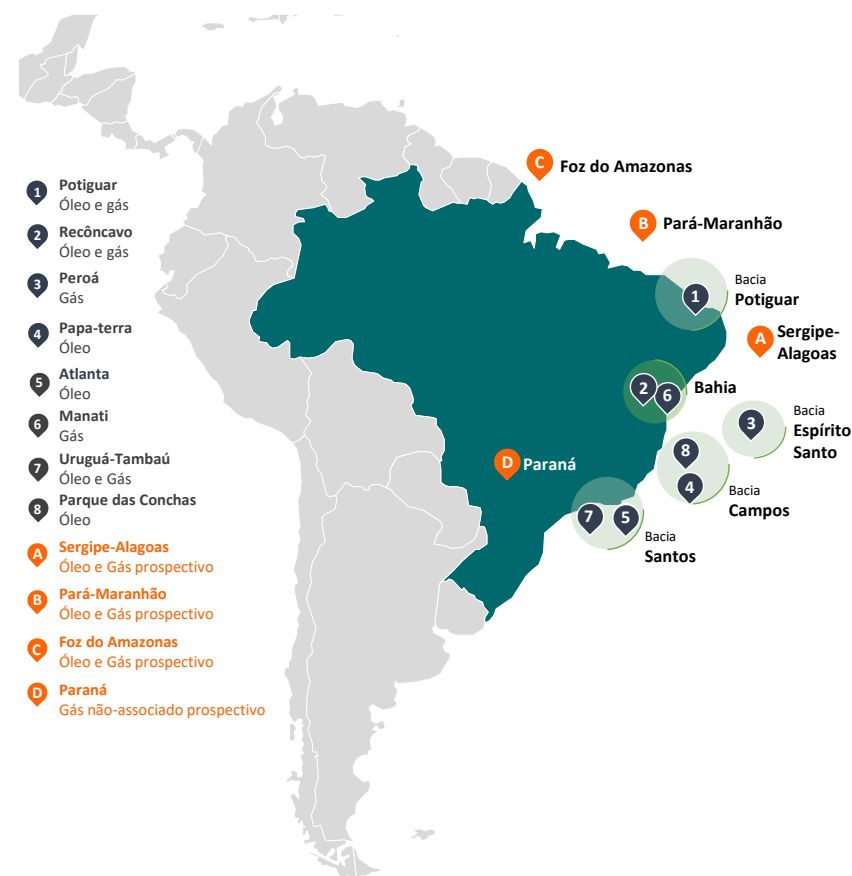 1
Potiguar
Óleo e gás
2
Recôncavo
Óleo e gás
3
Peroá
Gás
4
Papa-terra
Óleo
5
Atlanta
Óleo
6
Manati
Gás
7
Uruguá-Tambaú
Óleo e Gás
8
Parque das Conchas
Óleo
A
Sergipe-Alagoas
Óleo e Gás prospectivo
B
Pará-Maranhão
Óleo e Gás prospectivo
C
Foz do Amazonas
Óleo e Gás prospectivo
D
Paraná
Gás não-associado prospectivo
C
Foz do Amazonas
B
Pará-Maranhão
1
Bacia
Potiguar
A
Sergipe-
Alagoas
2
6
Bahia
3
Bacia
Espírito
Santo
8
4
Bacia
Campos
D
Paraná
7
5
Bacia
Santos